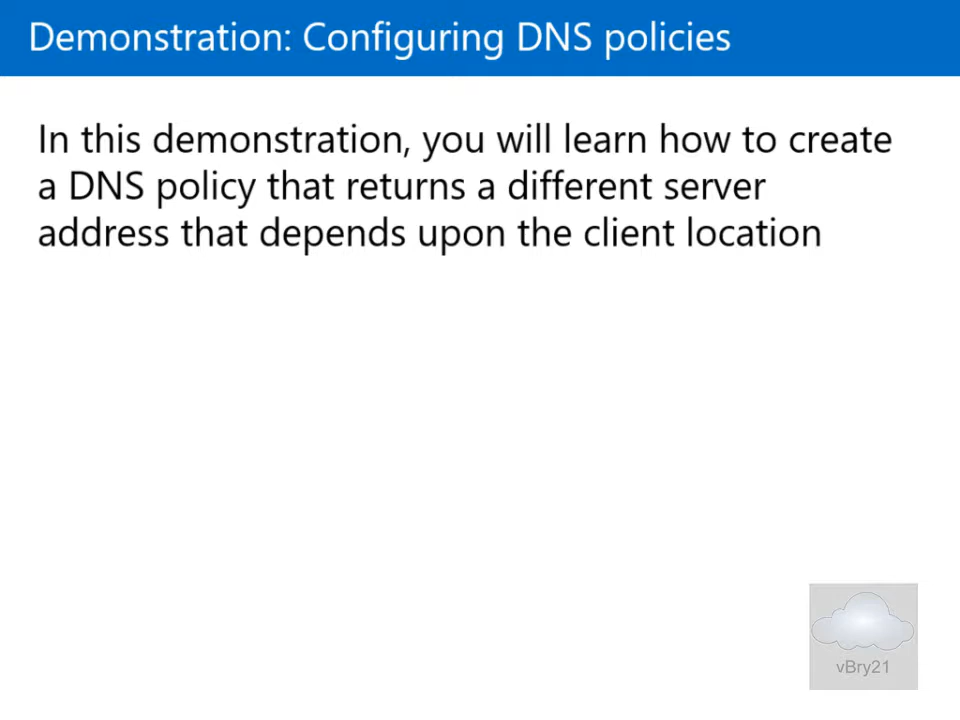 Demonstration: Configuring DNS policies
In this demonstration, you will learn how to create
a DNS policy that returns a different server
address that depends upon the client location
vBry21